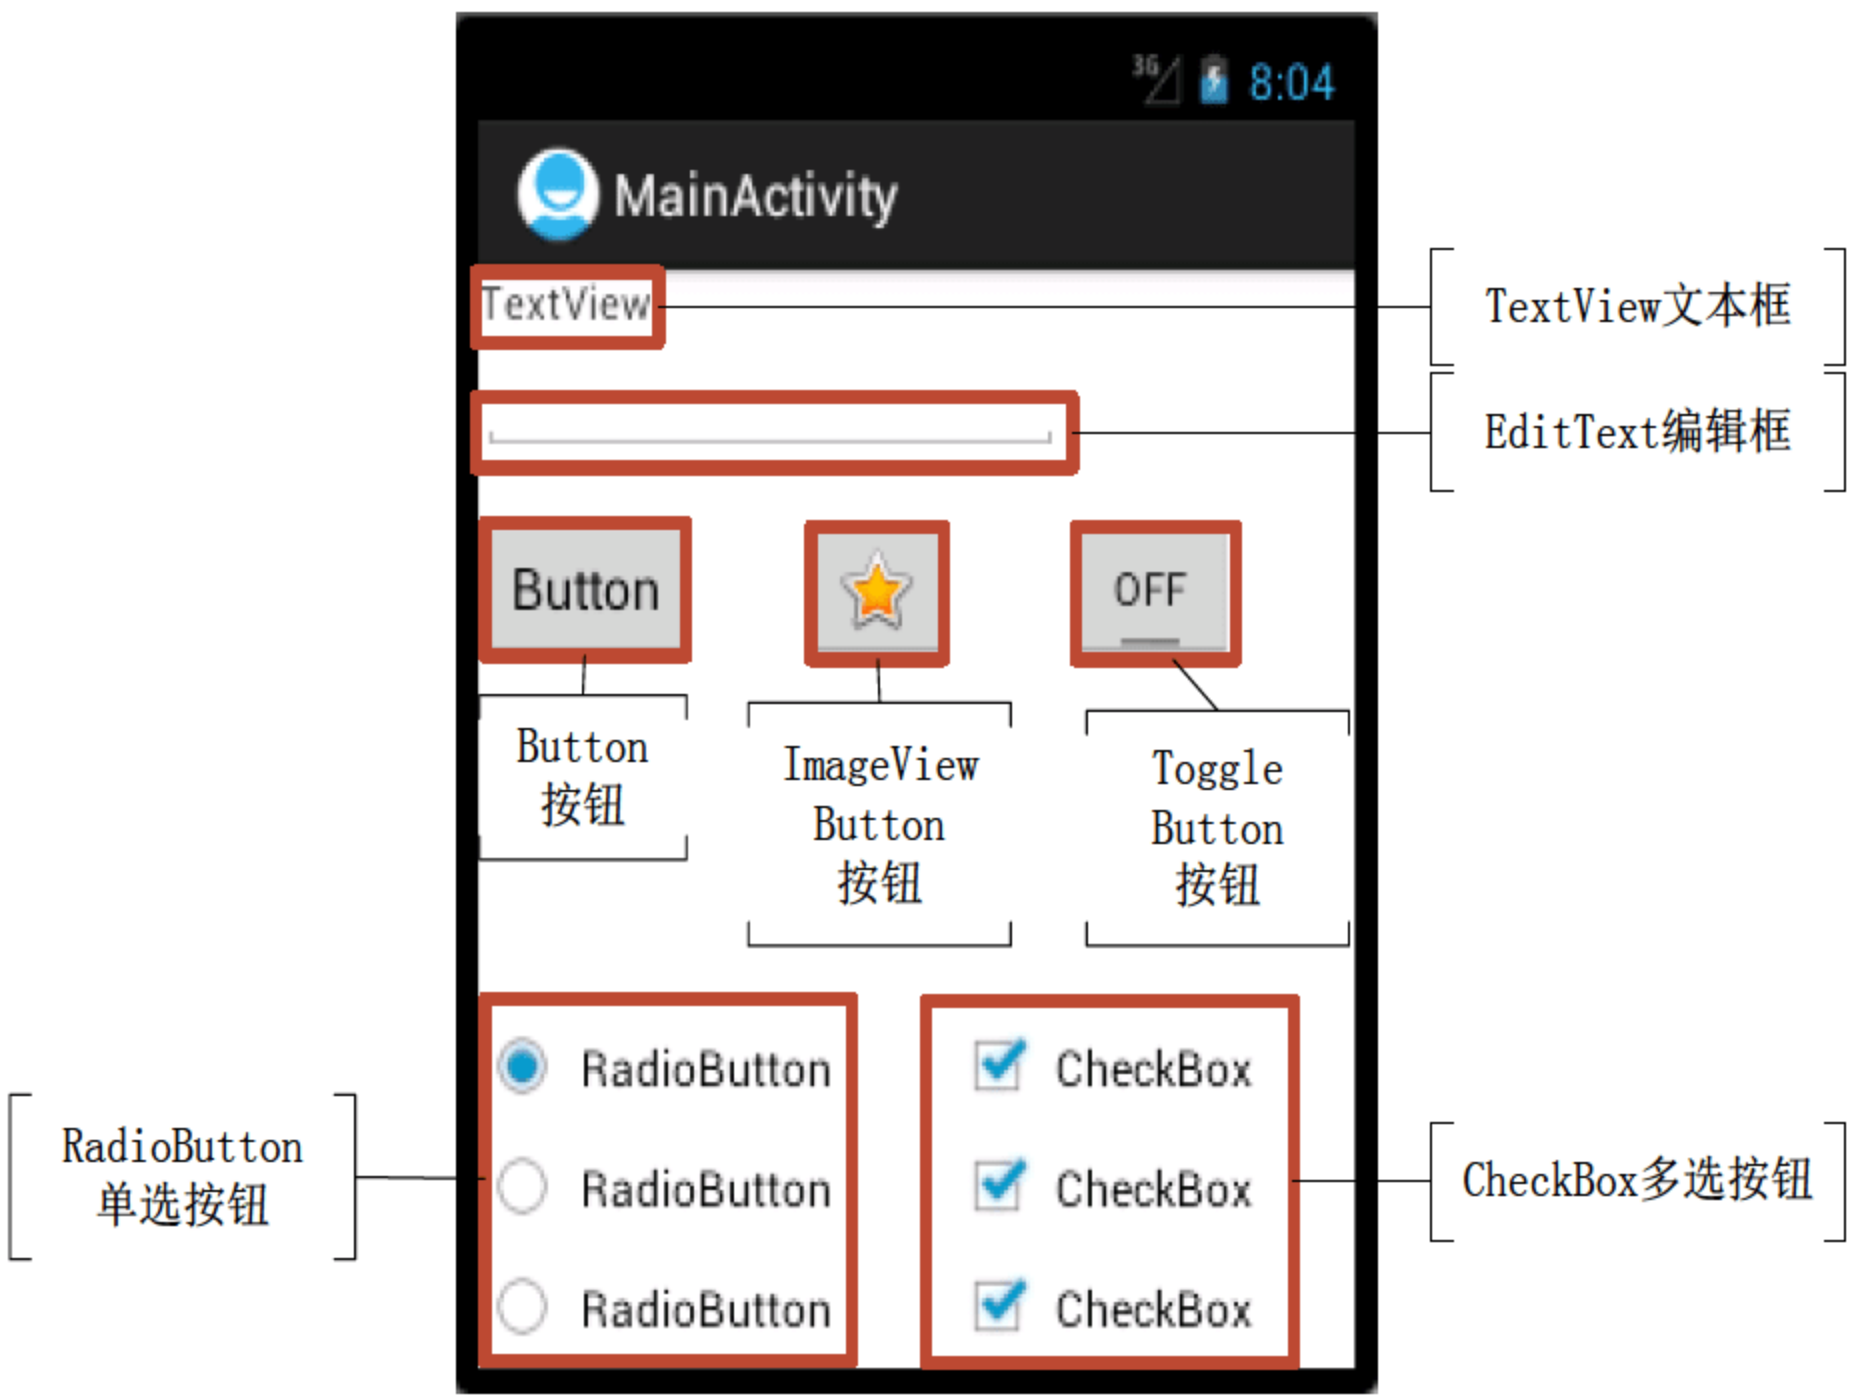 3G 8:04
MainActivity
TextView
TextView文本框
EditText编辑框
Button
OFF
Button
按钮
ImageView
Button
按钮
Toggle
Button
按钮
RadioButton
单选按钮
RadioButton
RadioButton
RadioButton
CheckBox
CheckBox
CheckBox
CheckBox多选按钮